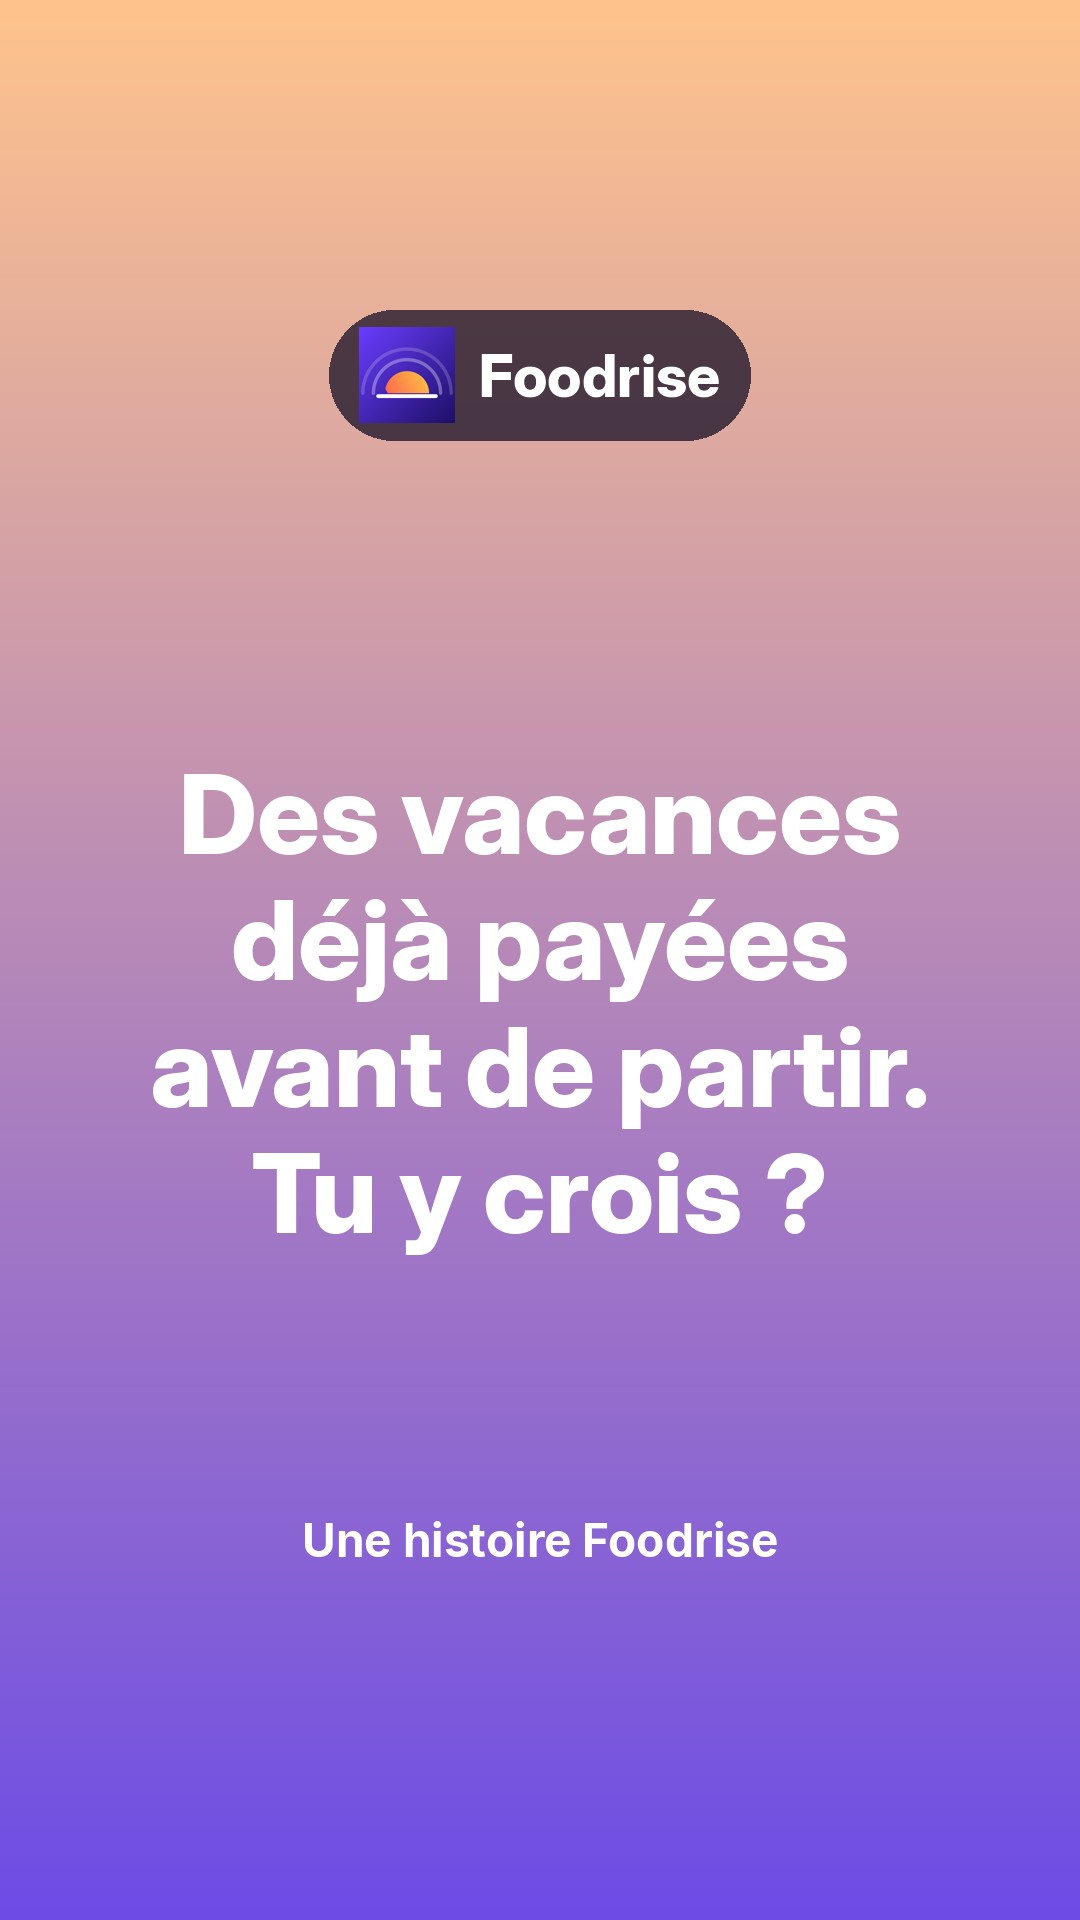 Foodrise
Des vacances
déjà payées
avant de partir.
Tu y crois ?
Une histoire Foodrise